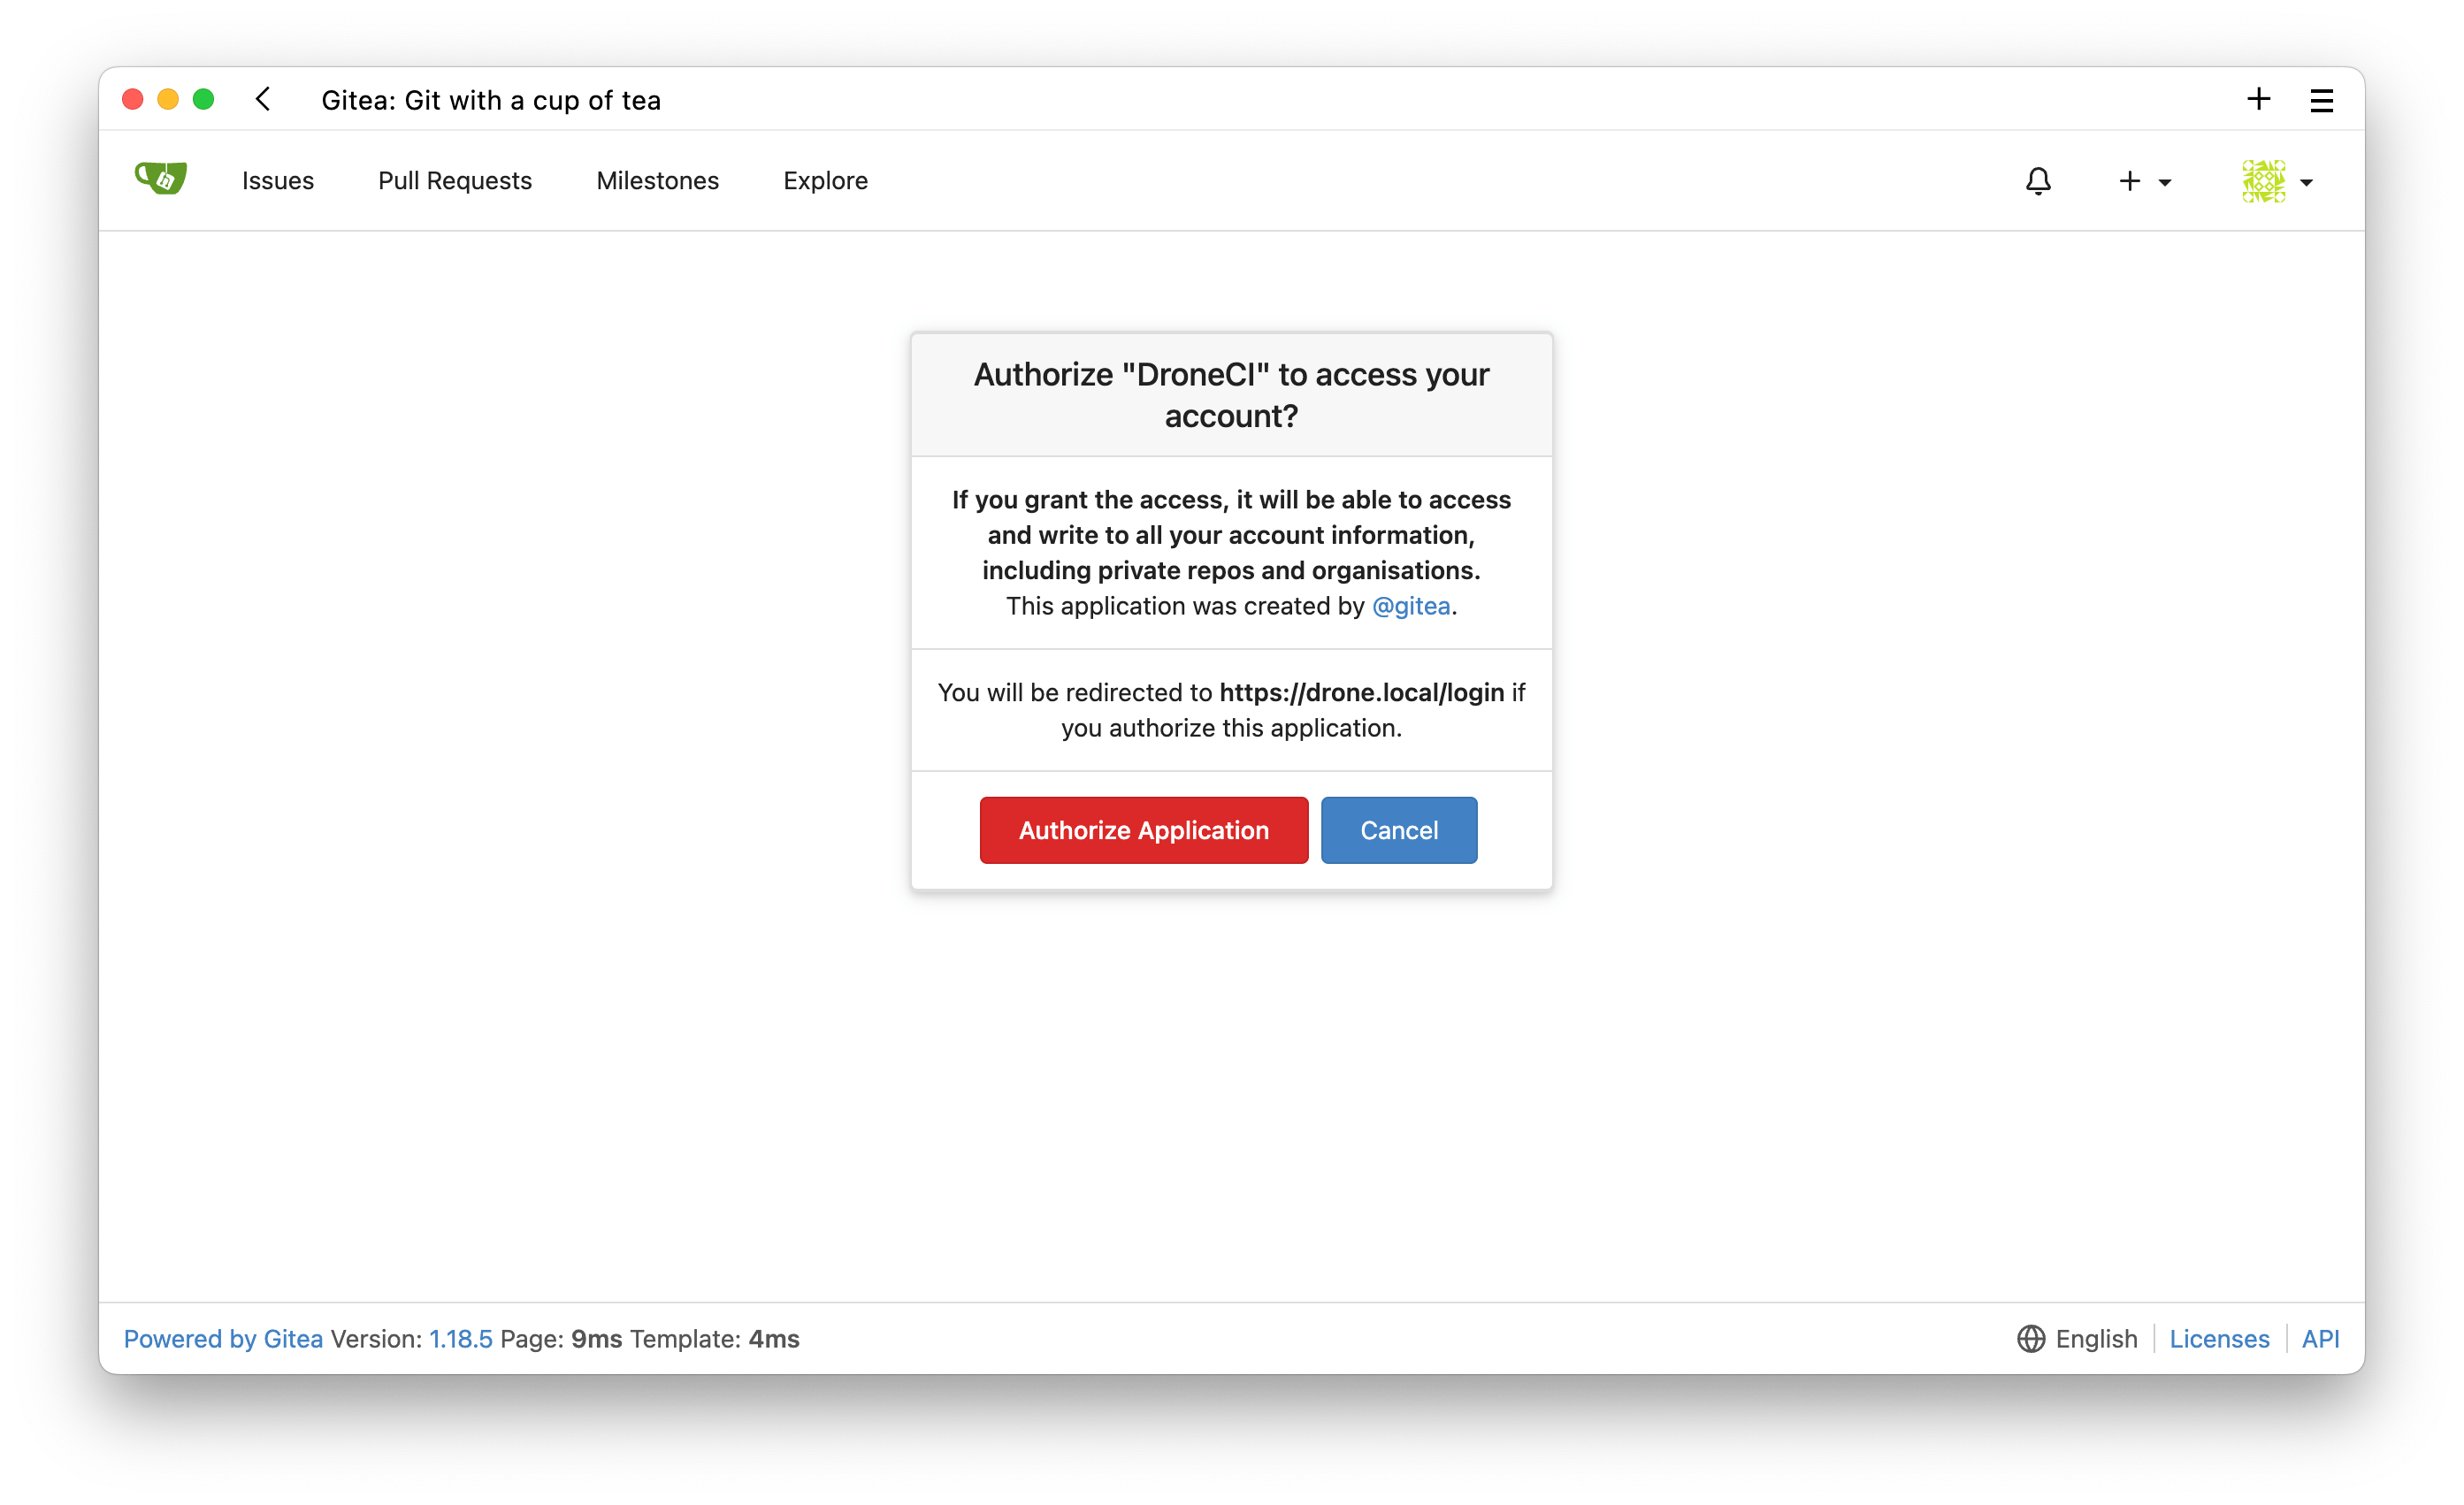 Gitea: Git with a cup of tea
Issues Pull Requests Milestones Explore
Authorize "DroneCI" to access your
account?
If you grant the access, it will be able to access
and write to all your account information,
including private repos and organisations.
This application was created by @gitea.
You will be redirected to https://drone.local/login if
you authorize this application.
Authorize Application Cancel
Powered by Gitea Version: 1.18.5 Page: 9ms Template: 4ms English Licenses API